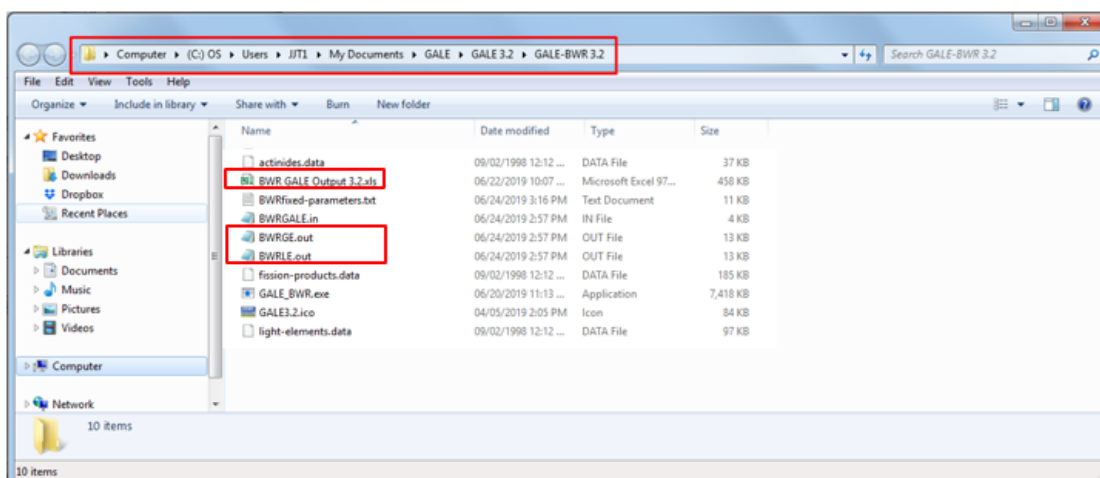 Computer ▸ (C:) OS ▸ Users ▸ JJT1 ▸ My Documents ▸ GALE ▸ GALE 3.2 ▸ GALE-BWR 3.2
Search GALE-BWR 3.2
File Edit View Tools Help
Organize Include in library Share with Burn New folder
Name Date modified Type Size
Favorites
Desktop
Downloads
Dropbox
Recent Places
Libraries
Documents
Music
Pictures
Videos
Computer
Network
actinides.data 09/02/1998 12:12 ... DATA File 37 KB
BWR GALE Output 3.2.xls 06/22/2019 10:07 ... Microsoft Excel 97... 458 KB
BWRfixed-parameters.txt 06/24/2019 3:16 PM Text Document 11 KB
BWRGALE.in 06/24/2019 2:57 PM IN File 4 KB
BWRGE.out 06/24/2019 2:57 PM OUT File 13 KB
BWRLE.out 06/24/2019 2:57 PM OUT File 13 KB
fission-products.data 09/02/1998 12:12 ... DATA File 185 KB
GALE_BWR.exe 06/20/2019 11:13 ... Application 7,418 KB
GALE3.2.ico 04/05/2019 2:05 PM Icon 84 KB
light-elements.data 09/02/1998 12:12 ... DATA File 97 KB
10 items
10 items